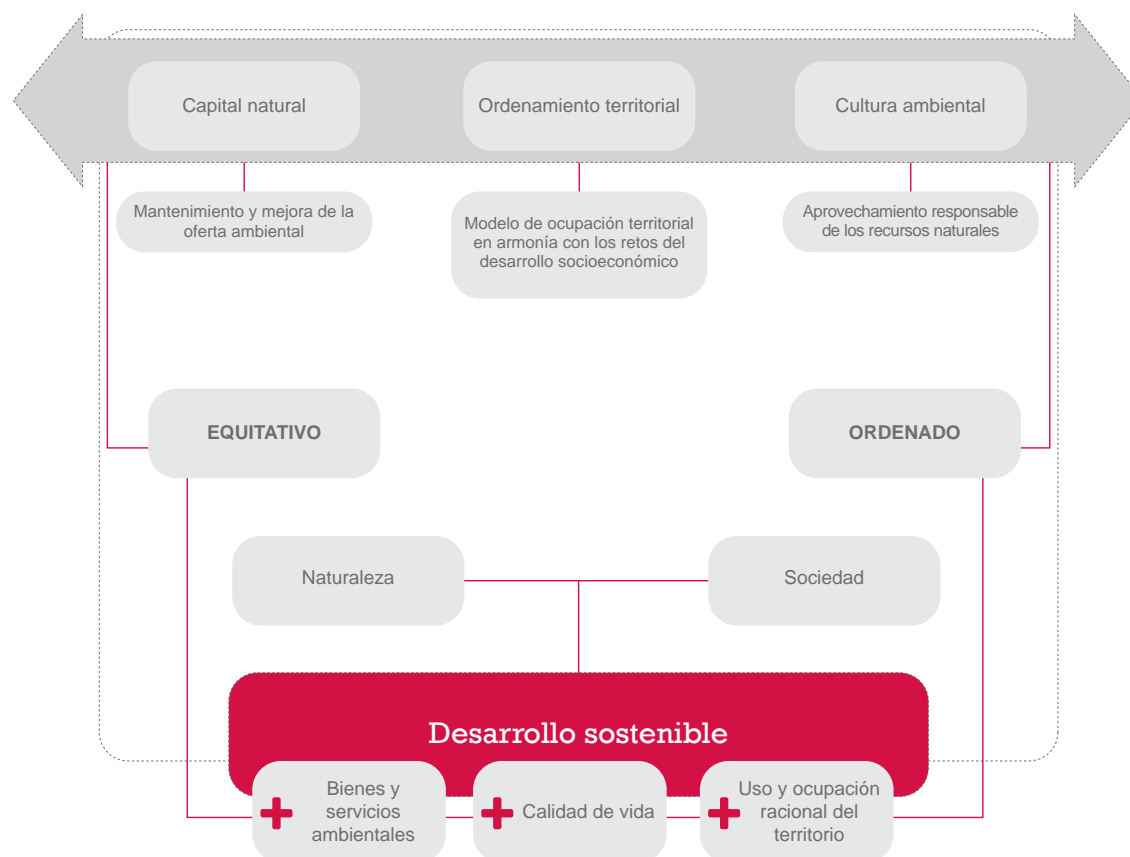 Capital natural
Ordenamiento territorial
Cultura ambiental
Mantenimiento y mejora de la
oferta ambiental
Modelo de ocupación territorial
en armonía con los retos del
desarrollo socioeconómico
Aprovechamiento responsable
de los recursos naturales
EQUITATIVO
ORDENADO
Naturaleza
Sociedad
Desarrollo sostenible
Bienes y
servicios
ambientales
Calidad de vida
Uso y ocupación
racional del
territorio